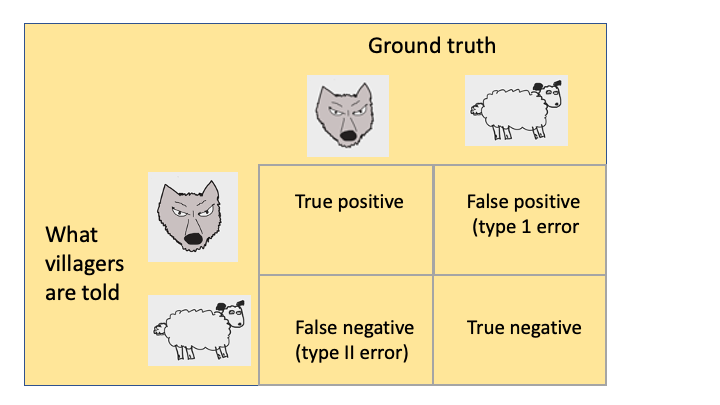 Ground truth
True positive
False positive
(type 1 error
What
villagers
are told
False negative
(type II error)
True negative